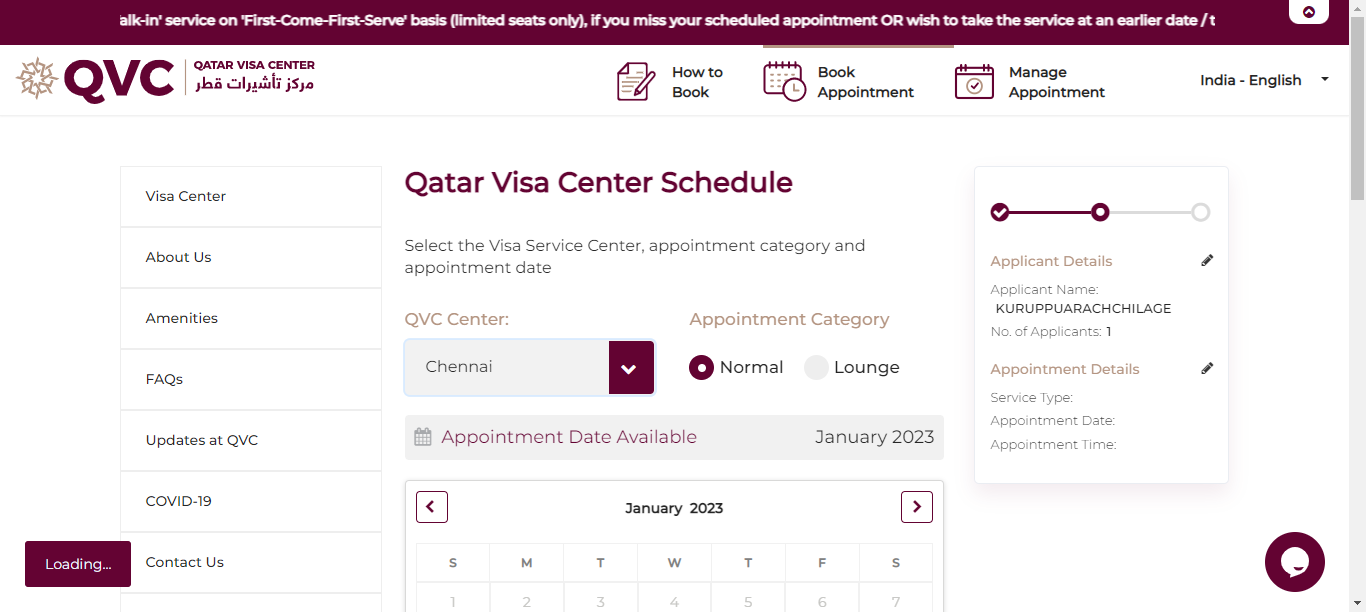 alk-in' service on 'First-Come-First-Serve' basis (limited seats only), if you miss your scheduled appointment OR wish to take the service at an earlier date / t
QVC
QATAR VISA CENTER
مركز تأشيرات قطر
How to
Book
Book
Appointment
Manage
Appointment
India - English
Visa Center
About Us
Amenities
FAQs
Updates at QVC
COVID-19
Contact Us
Loading...
Qatar Visa Center Schedule
Select the Visa Service Center, appointment category and
appointment date
QVC Center:
Appointment Category
Chennai
Normal
Lounge
Appointment Date Available
January 2023
January 2023
S M T W T F S
1 2 3 4 5 6 7
Applicant Details
Applicant Name:
KURUPPUARACHCHILAGE
No. of Applicants: 1
Appointment Details
Service Type:
Appointment Date:
Appointment Time: